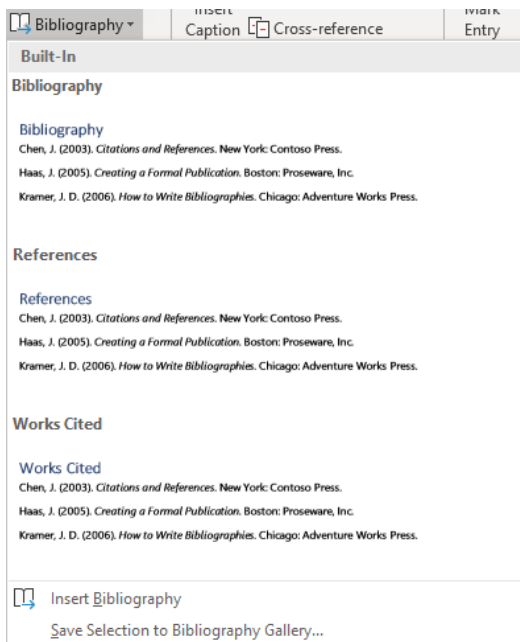 Bibliography
Insert
Caption
Cross-reference
Mark
Entry
Built-In
Bibliography
Bibliography
Chen, J. (2003). Citations and References. New York: Contoso Press.
Haas, J. (2005). Creating a Formal Publication. Boston: Proseware, Inc.
Kramer, J. D. (2006). How to Write Bibliographies. Chicago: Adventure Works Press.
References
References
Chen, J. (2003). Citations and References. New York: Contoso Press.
Haas, J. (2005). Creating a Formal Publication. Boston: Proseware, Inc.
Kramer, J. D. (2006). How to Write Bibliographies. Chicago: Adventure Works Press.
Works Cited
Works Cited
Chen, J. (2003). Citations and References. New York: Contoso Press.
Haas, J. (2005). Creating a Formal Publication. Boston: Proseware, Inc.
Kramer, J. D. (2006). How to Write Bibliographies. Chicago: Adventure Works Press.
Insert Bibliography
Save Selection to Bibliography Gallery...